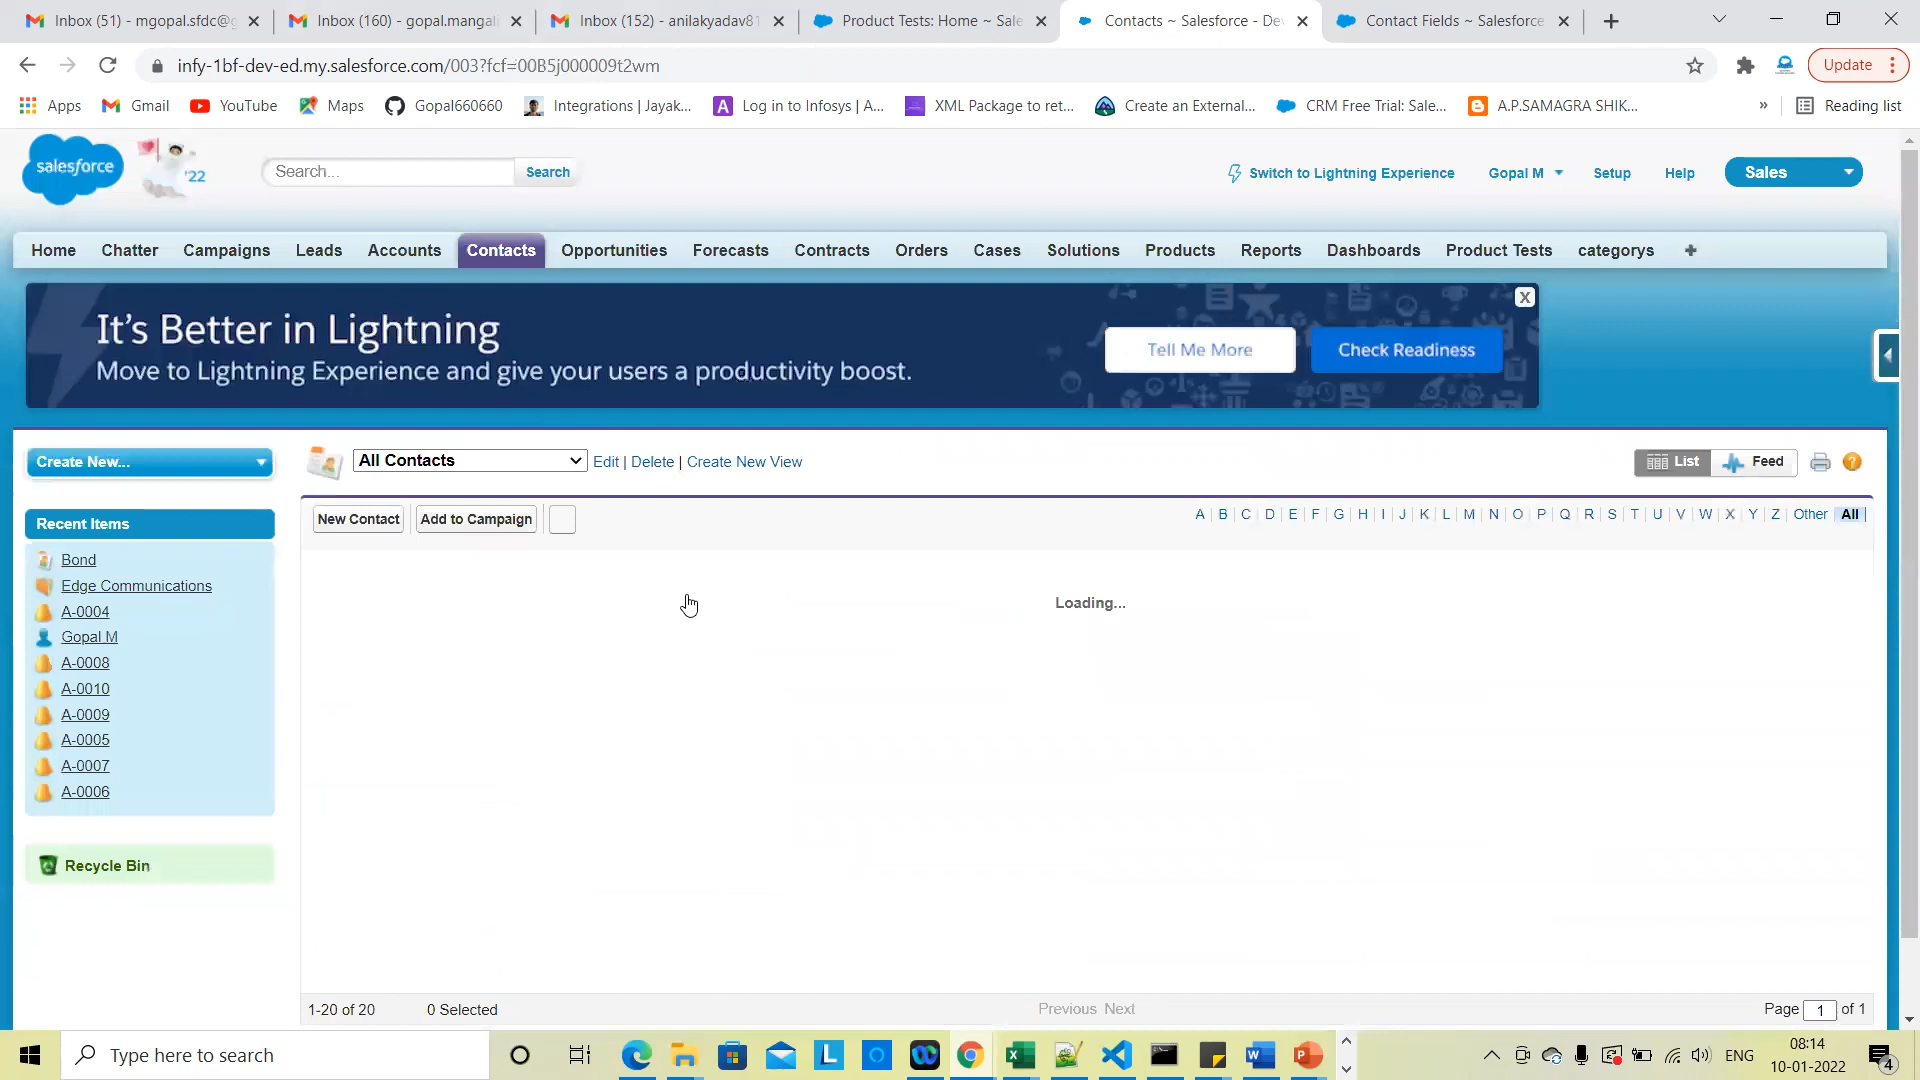 Inbox (51) - mgopal.sfdc@g
Inbox (160) - gopal.mangali
Inbox (152) - anilakyadav81
Product Tests: Home ~ Sale
Contacts ~ Salesforce - Dev
Contact Fields ~ Salesforce
infy-1bf-dev-ed.my.salesforce.com/003?fcf=00B5j000009t2wm
Update
Apps
Gmail
YouTube
Maps
Gopal660660
Integrations | Jayak...
Log in to Infosys | A...
XML Package to ret...
Create an External...
CRM Free Trial: Sale...
A.P.SAMAGRA SHIK...
»
Reading list
salesforce
'22
Search...
Search
Switch to Lightning Experience
Gopal M
Setup
Help
Sales
Home
Chatter
Campaigns
Leads
Accounts
Contacts
Opportunities
Forecasts
Contracts
Orders
Cases
Solutions
Products
Reports
Dashboards
Product Tests
categorys
+
It's Better in Lightning
Move to Lightning Experience and give your users a productivity boost.
Tell Me More
Check Readiness
X
Create New...
All Contacts
Edit | Delete | Create New View
List
Feed
?
Recent Items
New Contact
Add to Campaign
A | B | C | D | E | F | G | H | I | J | K | L | M | N | O | P | Q | R | S | T | U | V | W | X | Y | Z | Other | All |
Bond
Edge Communications
A-0004
Gopal M
A-0008
A-0010
A-0009
A-0005
A-0007
A-0006
Loading...
Recycle Bin
1-20 of 20
0 Selected
Previous Next
Page 1 of 1
Type here to search
ENG
08:14
10-01-2022
4